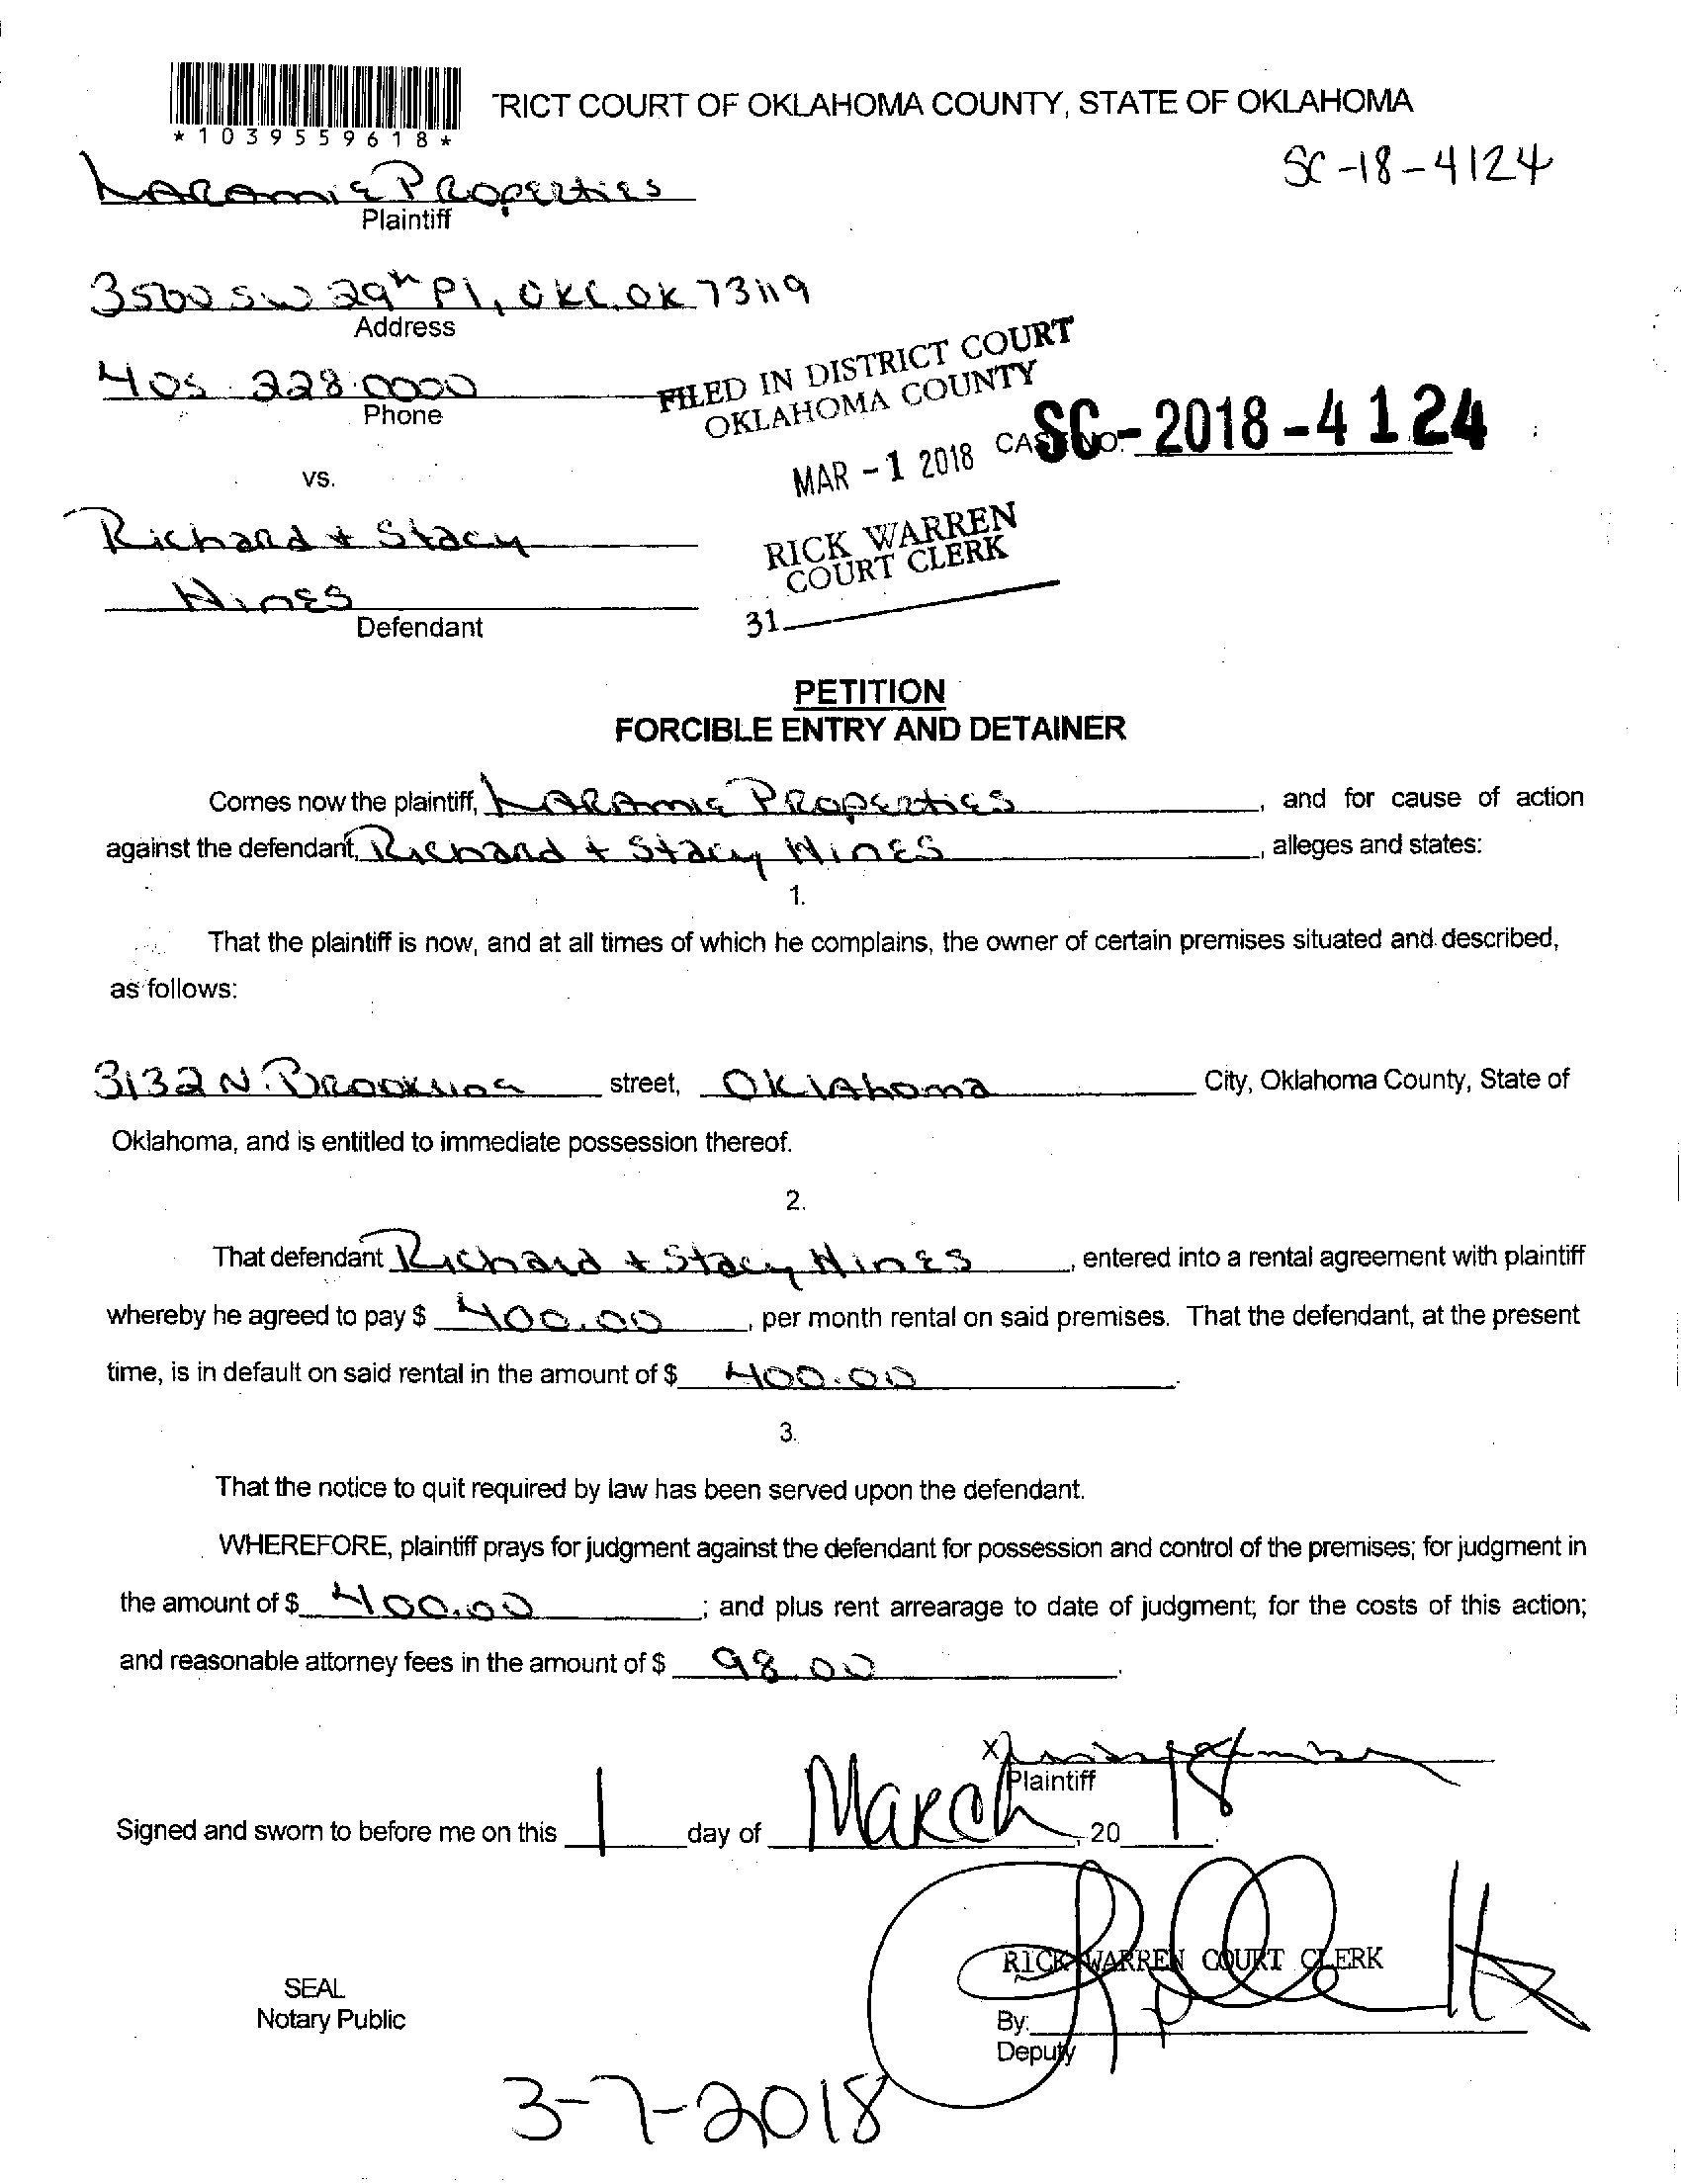 *1039559618*
TRICT COURT OF OKLAHOMA COUNTY, STATE OF OKLAHOMA
SC-18-4124
Laramie Properties
Plaintiff
3500 SW 29th Pl, OKC, OK 73119
Address
405.228.0000
Phone
FILED IN DISTRICT COURT
OKLAHOMA COUNTY
MAR -1 2018
CASE NO. SC-2018-4124
vs.
RICK WARREN
COURT CLERK
31
Richard + Stacy
Hines
Defendant
PETITION
FORCIBLE ENTRY AND DETAINER
Comes now the plaintiff, Laramie Properties, and for cause of action
against the defendant, Richard + Stacy Hines, alleges and states:
1.
That the plaintiff is now, and at all times of which he complains, the owner of certain premises situated and described,
as follows:
3132 N. Brookline street, Oklahoma City, Oklahoma County, State of
Oklahoma, and is entitled to immediate possession thereof.
2.
That defendant Richard + Stacy Hines, entered into a rental agreement with plaintiff
whereby he agreed to pay $ 400.00, per month rental on said premises. That the defendant, at the present
time, is in default on said rental in the amount of $ 400.00.
3.
That the notice to quit required by law has been served upon the defendant.
WHEREFORE, plaintiff prays for judgment against the defendant for possession and control of the premises; for judgment in
the amount of $ 400.00; and plus rent arrearage to date of judgment; for the costs of this action;
and reasonable attorney fees in the amount of $ 98.00.
X
Plaintiff
Signed and sworn to before me on this 1 day of March, 2018.
RICK WARREN COURT CLERK
SEAL
Notary Public
By:
Deputy
3-7-2018